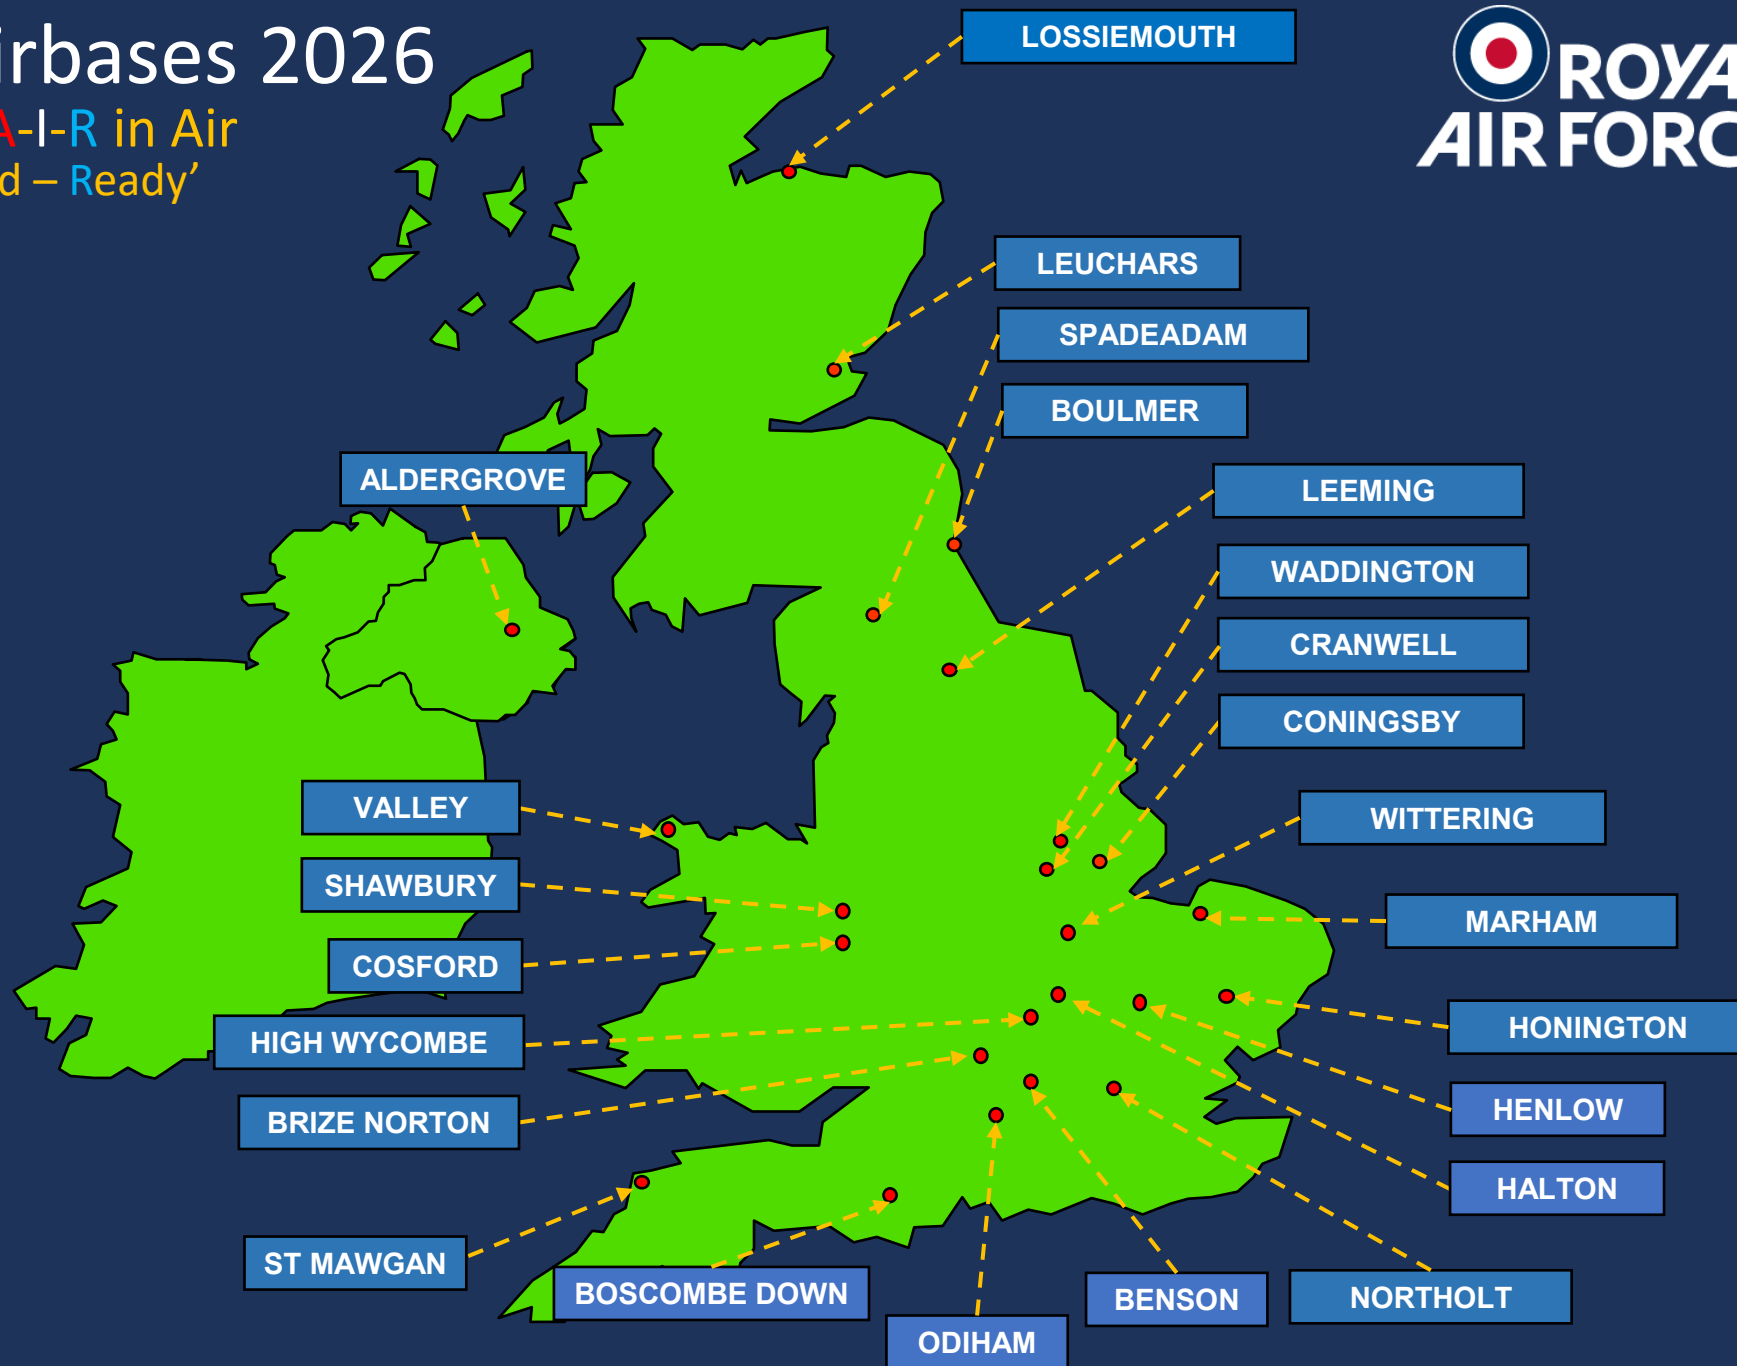 irbases 2026
A-I-R in Air
d – Ready’
ROYA
AIR FORC
LOSSIEMOUTH
LEUCHARS
SPADEADAM
BOULMER
ALDERGROVE
LEEMING
WADDINGTON
CRANWELL
CONINGSBY
VALLEY
WITTERING
SHAWBURY
MARHAM
COSFORD
HONINGTON
HIGH WYCOMBE
HENLOW
BRIZE NORTON
HALTON
ST MAWGAN
BOSCOMBE DOWN
BENSON
NORTHOLT
ODIHAM